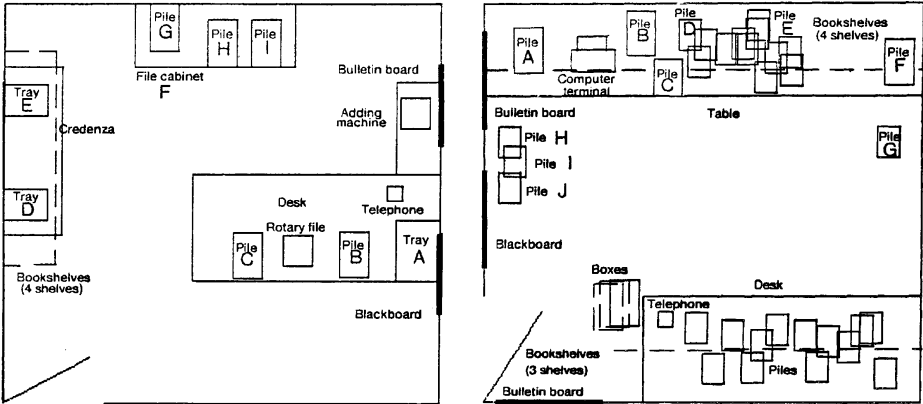 Pile
G
Pile
H
Pile
I
File cabinet
F
Bulletin board
Tray
E
Credenza
Adding
machine
Tray
D
Desk
Telephone
Rotary file
Pile
C
Pile
B
Tray
A
Bookshelves
(4 shelves)
Blackboard
Pile
A
Pile
B
Pile
D
Pile
E
Bookshelves
(4 shelves)
Pile
F
Computer
terminal
Pile
C
Bulletin board
Table
Pile H
Pile I
Pile J
Pile
G
Blackboard
Boxes
Desk
Telephone
Bookshelves
(3 shelves)
Piles
Bulletin board